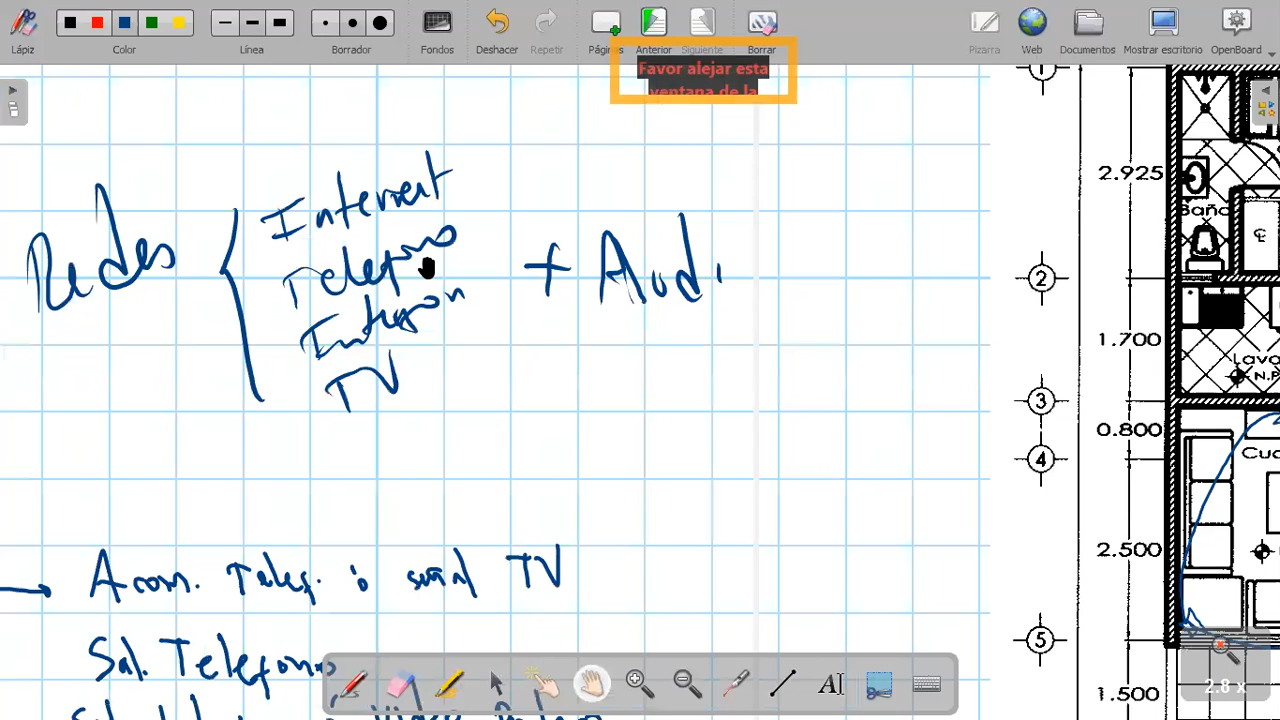 Lápiz Color Línea Borrador Fondos Deshacer Repetir Páginas Anterior Siguiente Borrar Pizarra Web Documentos Mostrar escritorio OpenBoard
Favor alejar esta
ventana de la
Redes
Internet
Telefono
Intefon
TV
+ Aud
Acom. Telef. ó señal TV
Sal. Telefono
1
2.925
Baño
2
1.700
Lava
N.P
3
0.800
4
2.500
5
1.500
2.8 x